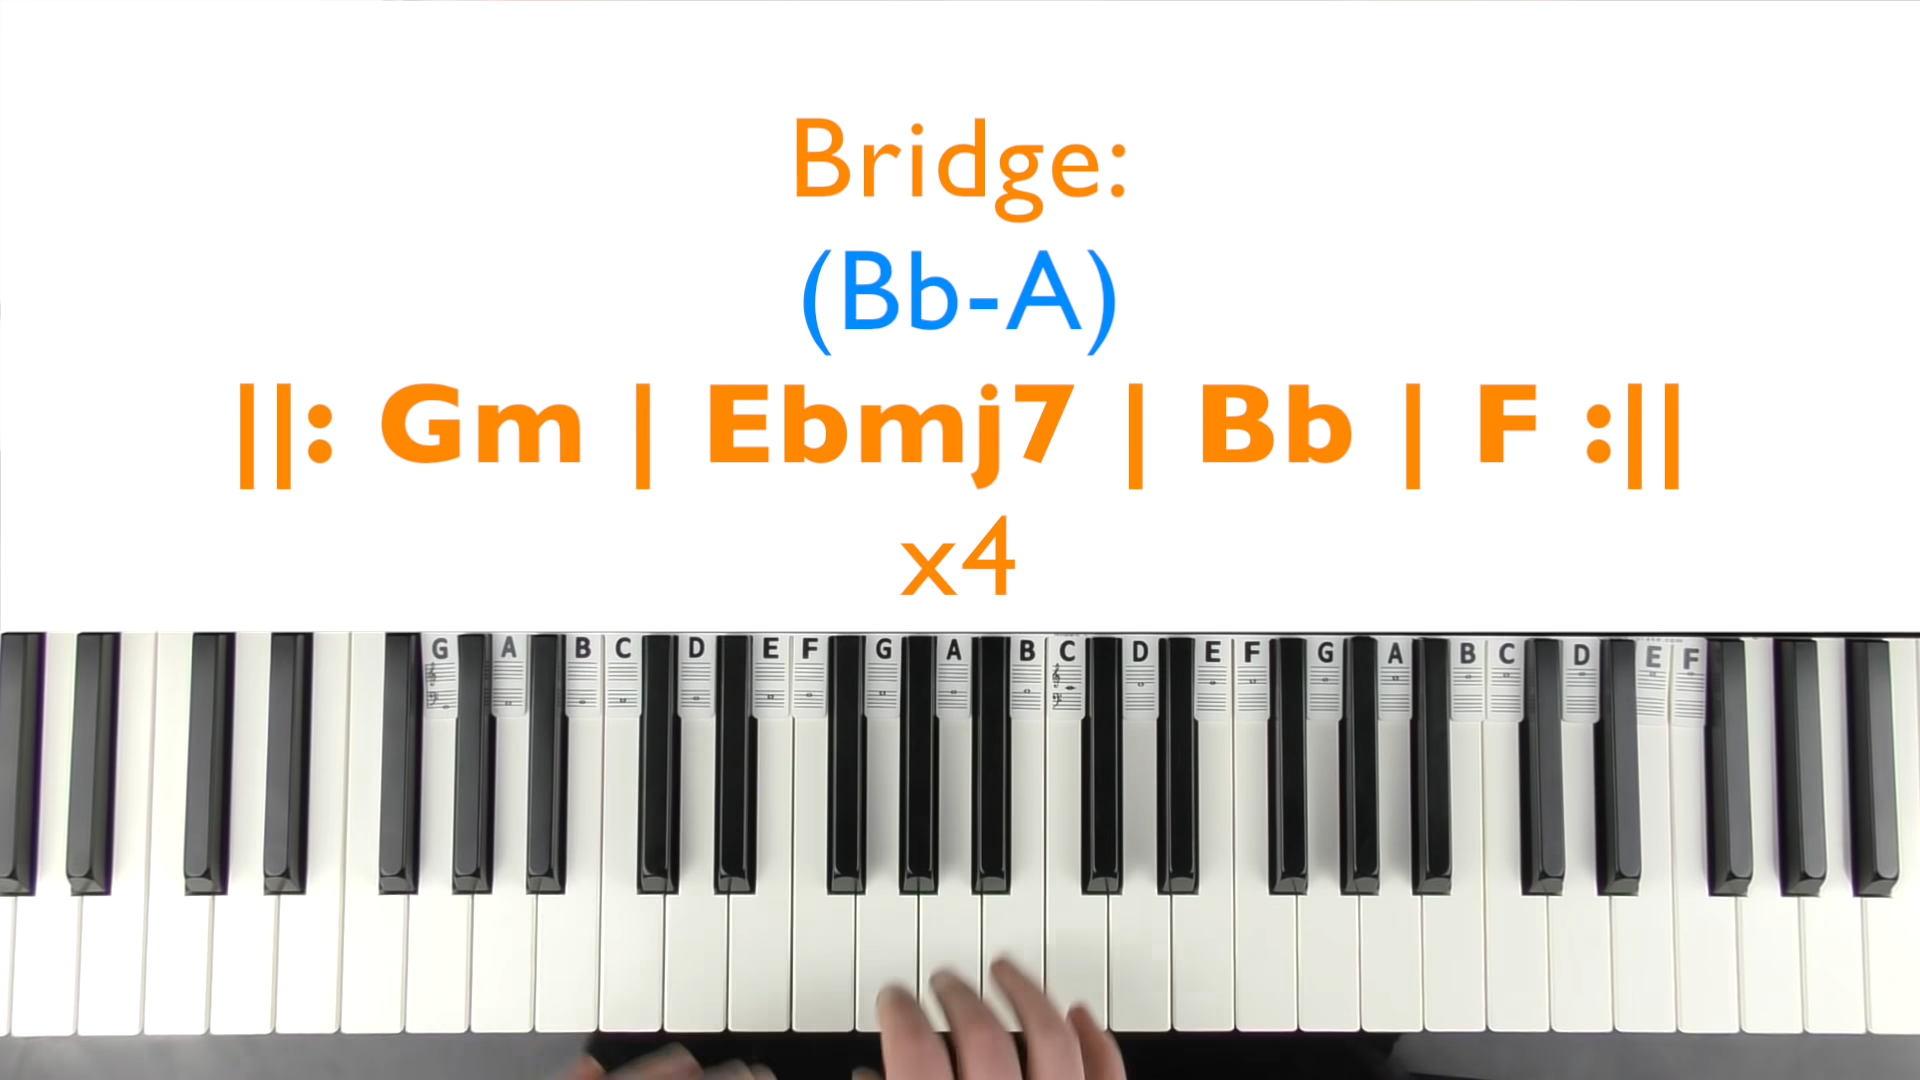 Bridge:
(Bb-A)
||: Gm | Ebmj7 | Bb | F :||
x4
G A B C D E F G A B C D E F G A B C D E F